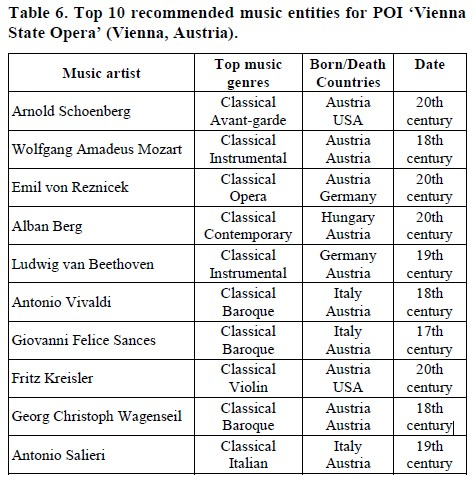 Table 6. Top 10 recommended music entities for POI ‘Vienna
State Opera’ (Vienna, Austria).
Music artist | Top music genres | Born/Death Countries | Date
Arnold Schoenberg | Classical Avant-garde | Austria USA | 20th century
Wolfgang Amadeus Mozart | Classical Instrumental | Austria Austria | 18th century
Emil von Reznicek | Classical Opera | Austria Germany | 20th century
Alban Berg | Classical Contemporary | Hungary Austria | 20th century
Ludwig van Beethoven | Classical Instrumental | Germany Austria | 19th century
Antonio Vivaldi | Classical Baroque | Italy Austria | 18th century
Giovanni Felice Sances | Classical Baroque | Italy Austria | 17th century
Fritz Kreisler | Classical Violin | Austria USA | 20th century
Georg Christoph Wagenseil | Classical Baroque | Austria Austria | 18th century
Antonio Salieri | Classical Italian | Italy Austria | 19th century